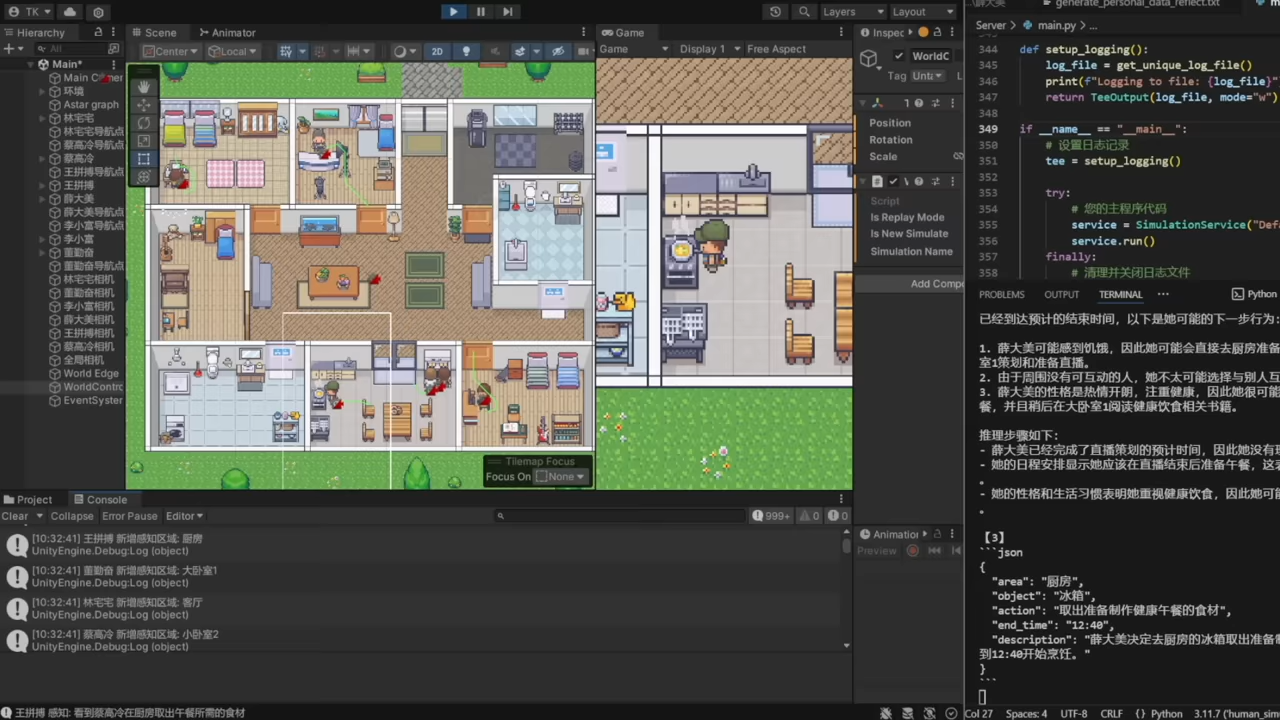 TK
Layers
Layout
Hierarchy
All
Main*
Main Camer
环境
Astar graph
林宅宅
林宅宅导航点
蔡高冷导航点
蔡高冷
王拼搏导航点
王拼搏
薛大美
薛大美导航点
李小富导航点
李小富
董勤奋
董勤奋导航点
林宅宅相机
董勤奋相机
李小富相机
薛大美相机
王拼搏相机
蔡高冷相机
全局相机
World Edge
WorldContro
EventSyster
Scene
Animator
Center
Local
2D
Tilemap Focus
Focus On
None
Game
Game
Display 1
Free Aspect
Inspec
WorldC
Tag
Unta
L
Position
Rotation
Scale
Script
Is Replay Mode
Is New Simulate
Simulation Name
Add Compo
Animation
Preview
Project
Console
Clear
Collapse
Error Pause
Editor
999+
0
0
[10:32:41] 王拼搏 新增感知区域: 厨房
UnityEngine.Debug:Log (object)
[10:32:41] 董勤奋 新增感知区域: 大卧室1
UnityEngine.Debug:Log (object)
[10:32:41] 林宅宅 新增感知区域: 客厅
UnityEngine.Debug:Log (object)
[10:32:41] 蔡高冷 新增感知区域: 小卧室2
UnityEngine.Debug:Log (object)
王拼搏 感知: 看到蔡高冷在厨房取出午餐所需的食材
generate_personal_data_reflect.txt
Server > main.py > ...
344 def setup_logging():
345 log_file = get_unique_log_file()
346 print(f"Logging to file: {log_file}"
347 return TeeOutput(log_file, mode="w")
348
349 if __name__ == "__main__":
350 # 设置日志记录
351 tee = setup_logging()
352
353 try:
354 # 您的主程序代码
355 service = SimulationService("Defa
356 service.run()
357 finally:
358 # 清理并关闭日志文件
PROBLEMS
OUTPUT
TERMINAL
...
Python
已经到达预计的结束时间，以下是她可能的下一步行为：
1. 薛大美可能感到饥饿，因此她可能会直接去厨房准备
室1策划和准备直播。
2. 由于周围没有可互动的人，她不太可能选择与别人互
3. 薛大美的性格是热情开朗，注重健康，因此她很可能
餐，并且稍后在大卧室1阅读健康饮食相关书籍。
推理步骤如下：
- 薛大美已经完成了直播策划的预计时间，因此她没有理
- 她的日程安排显示她应该在直播结束后准备午餐，这
。
- 她的性格和生活习惯表明她重视健康饮食，因此她可能
。
【3】
```json
{
"area": "厨房",
"object": "冰箱",
"action": "取出准备制作健康午餐的食材",
"end_time": "12:40",
"description": "薛大美决定去厨房的冰箱取出准备制
到12:40开始烹饪。"
}
```
Col 27
Spaces: 4
UTF-8
CRLF
{} Python
3.11.7 ('human_sim